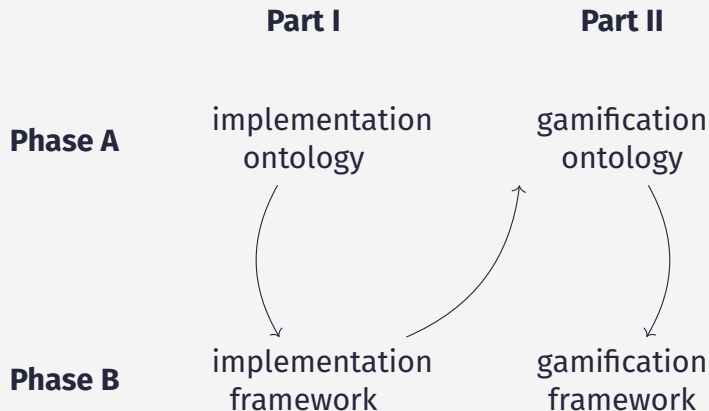 Part I
Part II
Phase A
implementation
ontology
gamification
ontology
Phase B
implementation
framework
gamification
framework